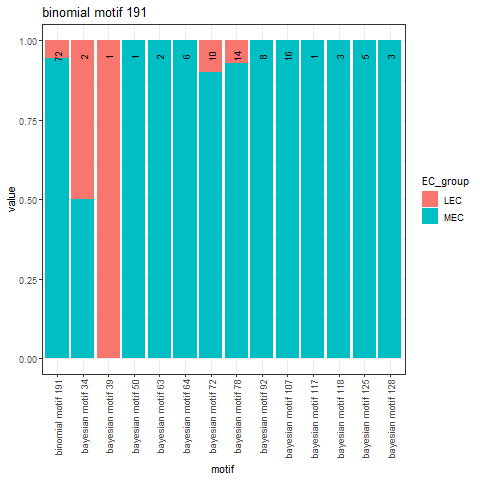 binomial motif 191
1.00
0.75
0.50
0.25
0.00
value
72
2
1
1
2
6
10
14
8
16
1
3
5
3
binomial motif 191
bayesian motif 34
bayesian motif 39
bayesian motif 50
bayesian motif 63
bayesian motif 64
bayesian motif 72
bayesian motif 78
bayesian motif 92
bayesian motif 107
bayesian motif 117
bayesian motif 118
bayesian motif 125
bayesian motif 128
motif
EC_group
LEC
MEC